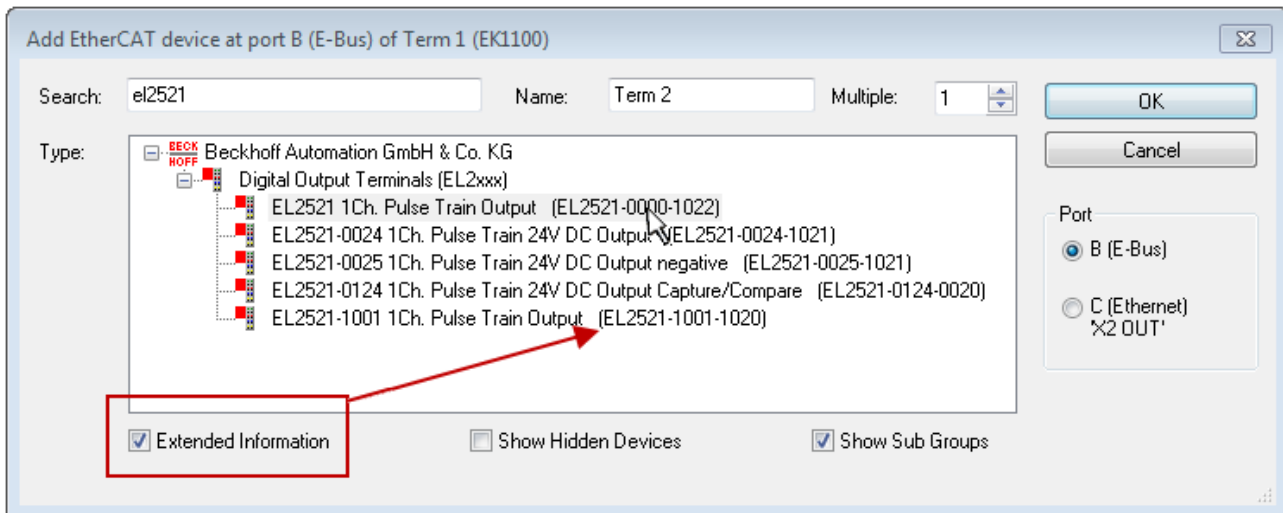 Add EtherCAT device at port B (E-Bus) of Term 1 (EK1100)
Search: el2521 Name: Term 2 Multiple: 1 OK
Type: BECK HOFF Beckhoff Automation GmbH & Co. KG Cancel
Digital Output Terminals (EL2xxx)
EL2521 1Ch. Pulse Train Output (EL2521-0000-1022)
EL2521-0024 1Ch. Pulse Train 24V DC Output (EL2521-0024-1021)
EL2521-0025 1Ch. Pulse Train 24V DC Output negative (EL2521-0025-1021)
EL2521-0124 1Ch. Pulse Train 24V DC Output Capture/Compare (EL2521-0124-0020)
EL2521-1001 1Ch. Pulse Train Output (EL2521-1001-1020)
Port
B (E-Bus)
C (Ethernet)
'X2 OUT'
Extended Information Show Hidden Devices Show Sub Groups